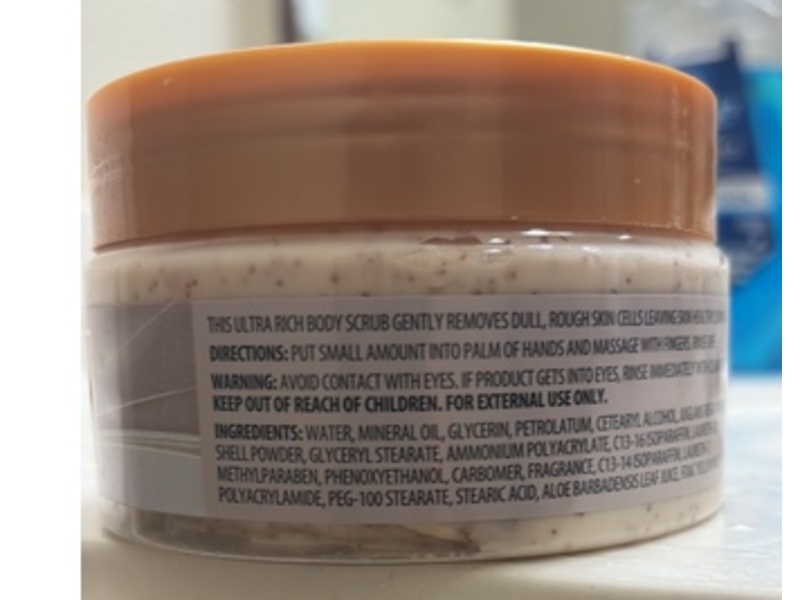 THIS ULTRA RICH BODY SCRUB GENTLY REMOVES DULL, ROUGH SKIN CELLS LEAVING SKIN HEALTHY
DIRECTIONS: PUT SMALL AMOUNT INTO PALM OF HANDS AND MASSAGE WITH FINGERS.
WARNING: AVOID CONTACT WITH EYES. IF PRODUCT GETS INTO EYES, RINSE IMMEDIATELY
KEEP OUT OF REACH OF CHILDREN. FOR EXTERNAL USE ONLY.
INGREDIENTS: WATER, MINERAL OIL, GLYCERIN, PETROLATUM, CETEARYL ALCOHOL,
SHELL POWDER, GLYCERYL STEARATE, AMMONIUM POLYACRYLATE, C13-16 ISOPARAFFIN,
METHYLPARABEN, PHENOXYETHANOL, CARBOMER, FRAGRANCE, C13-14 ISOPARAFFIN,
POLYACRYLAMIDE, PEG-100 STEARATE, STEARIC ACID, ALOE BARBADENSIS LEAF JUICE,